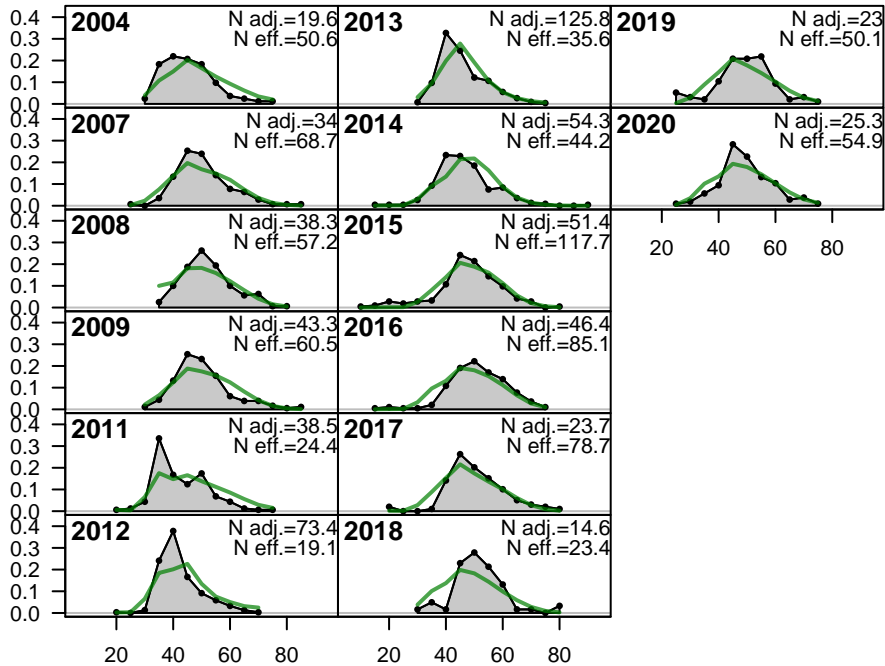 0.4
0.3
0.2
0.1
0.0
2004
N adj.=19.6
N eff.=50.6
2013
N adj.=125.8
N eff.=35.6
2019
N adj.=23
N eff.=50.1
0.4
0.3
0.2
0.1
0.0
2007
N adj.=34
N eff.=68.7
2014
N adj.=54.3
N eff.=44.2
2020
N adj.=25.3
N eff.=54.9
0.4
0.3
0.2
0.1
0.0
2008
N adj.=38.3
N eff.=57.2
2015
N adj.=51.4
N eff.=117.7
20 40 60 80
0.4
0.3
0.2
0.1
0.0
2009
N adj.=43.3
N eff.=60.5
2016
N adj.=46.4
N eff.=85.1
0.4
0.3
0.2
0.1
0.0
2011
N adj.=38.5
N eff.=24.4
2017
N adj.=23.7
N eff.=78.7
0.4
0.3
0.2
0.1
0.0
2012
N adj.=73.4
N eff.=19.1
2018
N adj.=14.6
N eff.=23.4
20 40 60 80
20 40 60 80